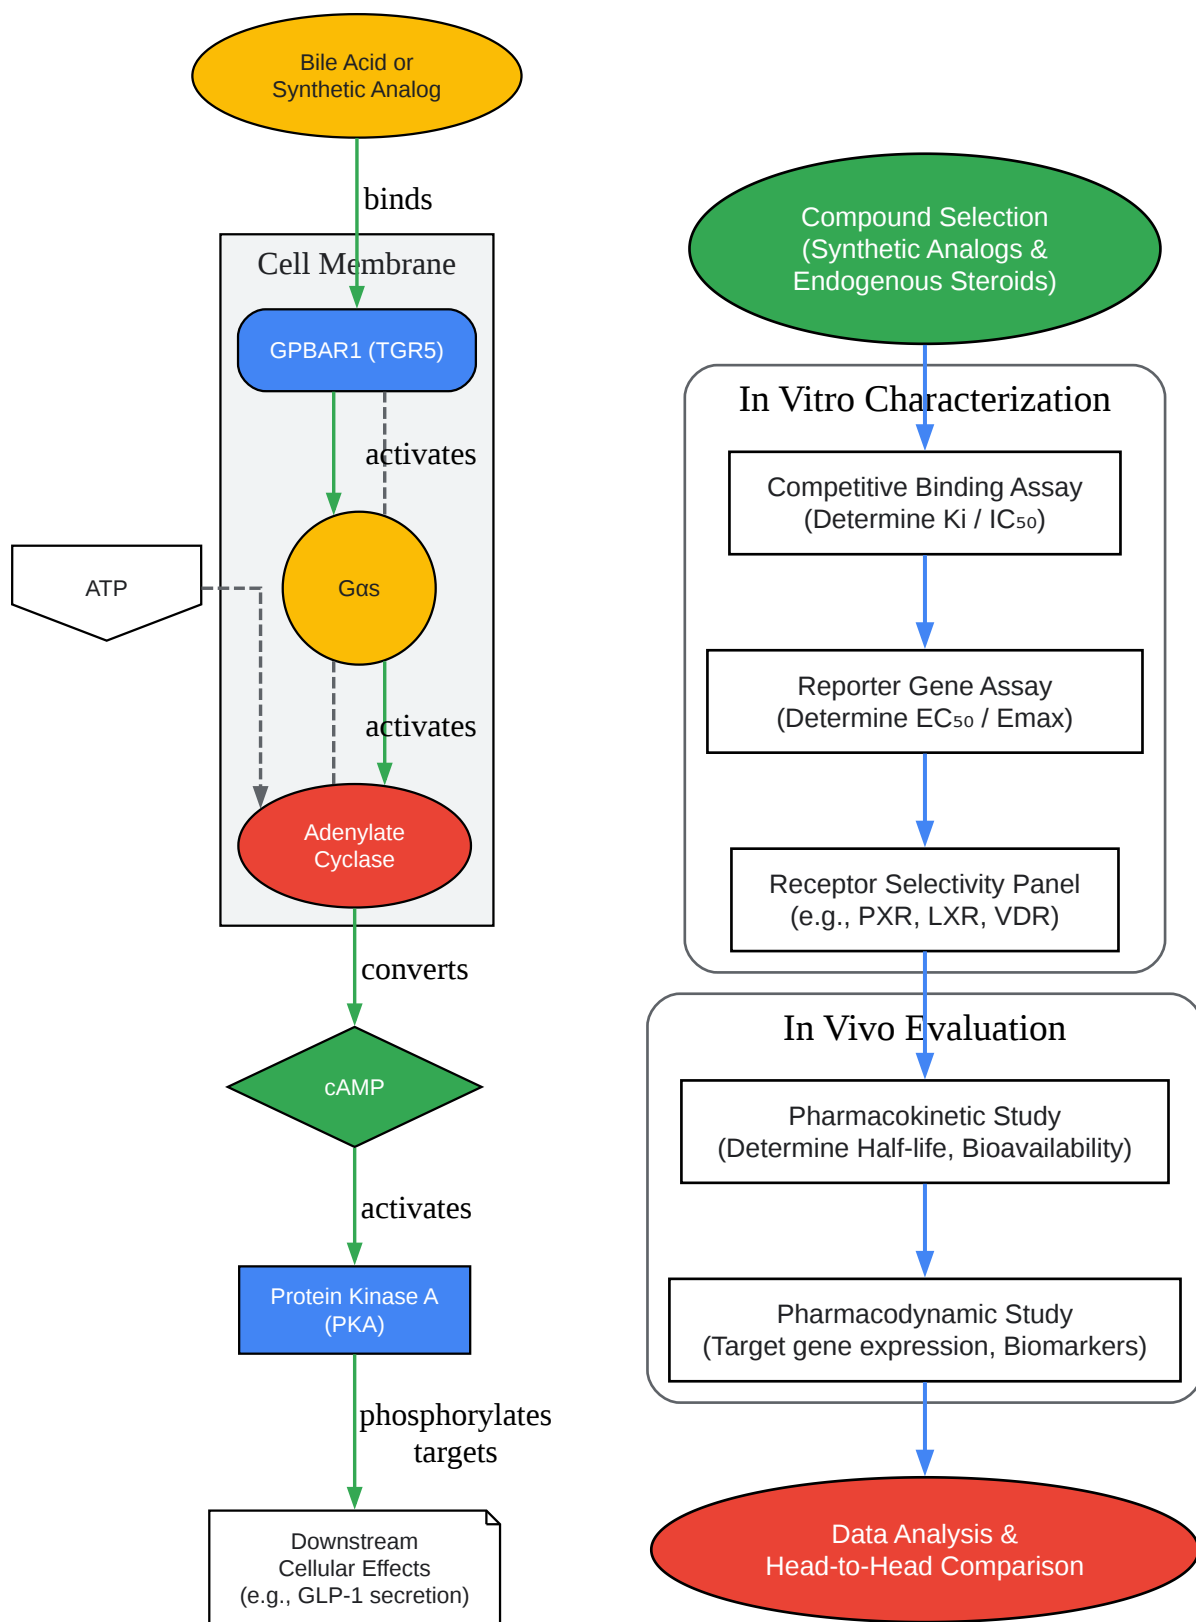 Bile Acid or
Synthetic Analog
binds
Cell Membrane
GPBAR1 (TGR5)
activates
ATP
Gαs
activates
Adenylate
Cyclase
converts
cAMP
activates
Protein Kinase A
(PKA)
phosphorylates
targets
Downstream
Cellular Effects
(e.g., GLP-1 secretion)
Compound Selection
(Synthetic Analogs &
Endogenous Steroids)
In Vitro Characterization
Competitive Binding Assay
(Determine Ki / IC₅₀)
Reporter Gene Assay
(Determine EC₅₀ / Emax)
Receptor Selectivity Panel
(e.g., PXR, LXR, VDR)
In Vivo Evaluation
Pharmacokinetic Study
(Determine Half-life, Bioavailability)
Pharmacodynamic Study
(Target gene expression, Biomarkers)
Data Analysis &
Head-to-Head Comparison